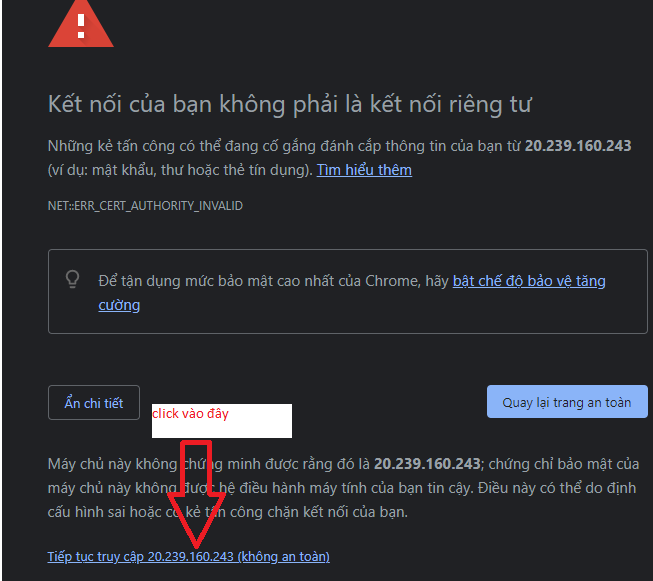 Kết nối của bạn không phải là kết nối riêng tư
Những kẻ tấn công có thể đang cố gắng đánh cắp thông tin của bạn từ 20.239.160.243
(ví dụ: mật khẩu, thư hoặc thẻ tín dụng). Tìm hiểu thêm
NET::ERR_CERT_AUTHORITY_INVALID
Để tận dụng mức bảo mật cao nhất của Chrome, hãy bật chế độ bảo vệ tăng
cường
Ẩn chi tiết
click vào đây
Quay lại trang an toàn
Máy chủ này không chứng minh được rằng đó là 20.239.160.243; chứng chỉ bảo mật của
máy chủ này không được hệ điều hành máy tính của bạn tin cậy. Điều này có thể do định
cấu hình sai hoặc có kẻ tấn công chặn kết nối của bạn.
Tiếp tục truy cập 20.239.160.243 (không an toàn)